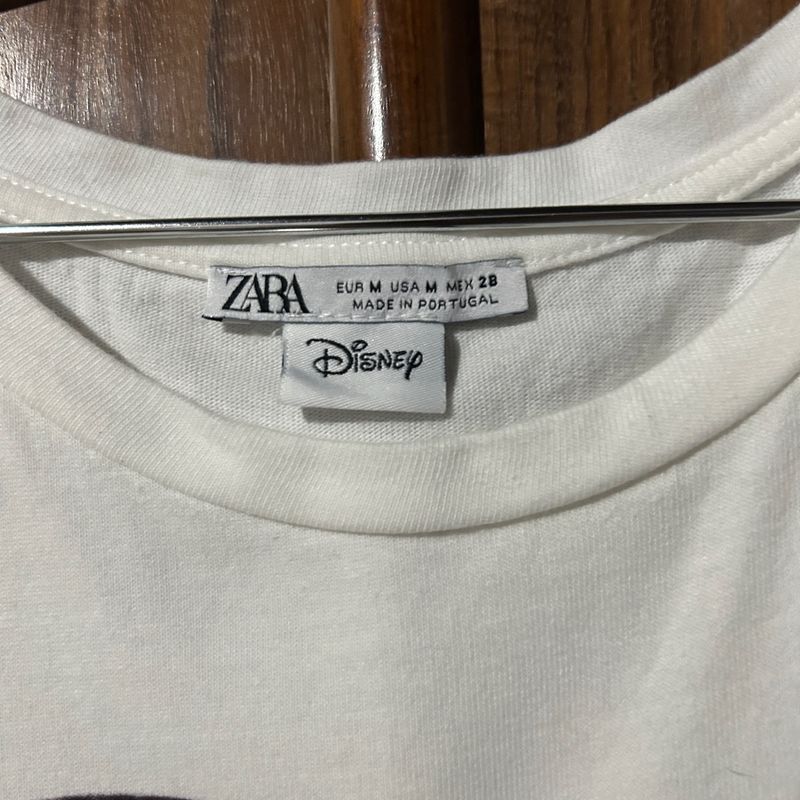 ZARA
EUR M USA M MEX 28
MADE IN PORTUGAL
Disney